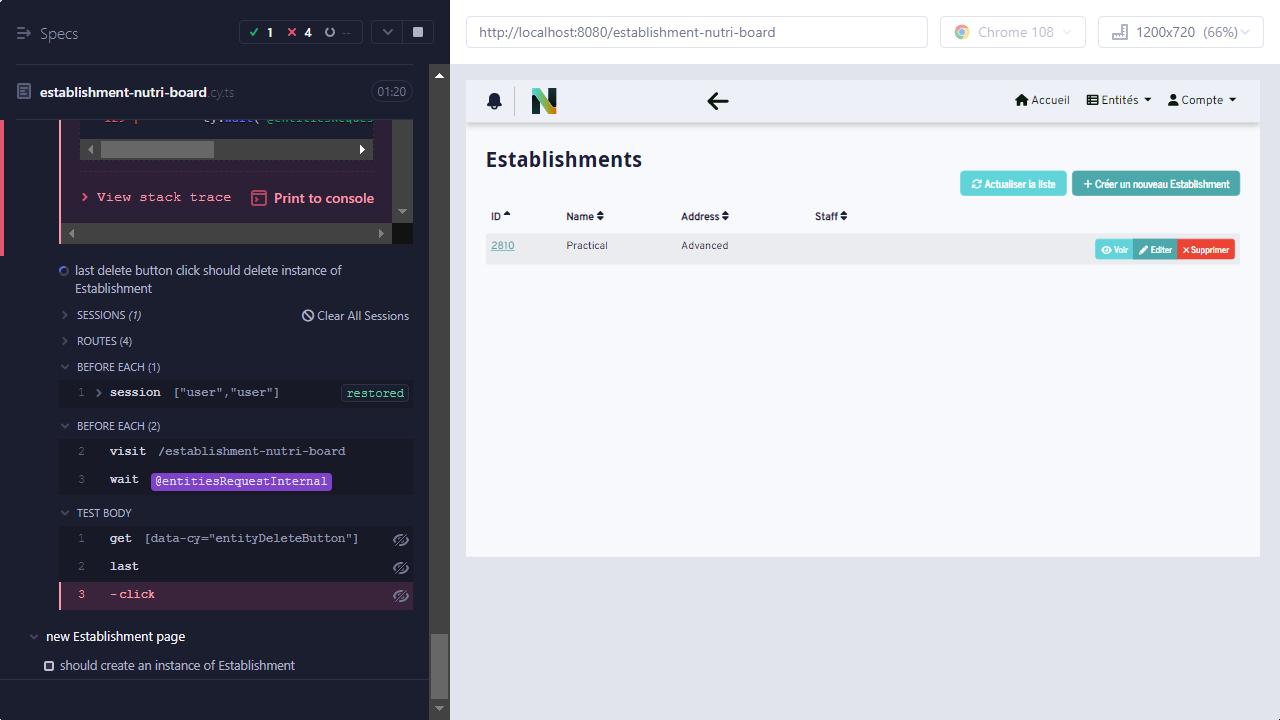 Specs
1
4
--
establishment-nutri-board.cy.ts
01:20
View stack trace
Print to console
last delete button click should delete instance of
Establishment
SESSIONS (1)
Clear All Sessions
ROUTES (4)
BEFORE EACH (1)
1 session ["user","user"] restored
BEFORE EACH (2)
2 visit /establishment-nutri-board
3 wait @entitiesRequestInternal
TEST BODY
1 get [data-cy="entityDeleteButton"]
2 last
3 -click
new Establishment page
should create an instance of Establishment
http://localhost:8080/establishment-nutri-board
Chrome 108
1200x720 (66%)
Accueil
Entités
Compte
Establishments
Actualiser la liste
+ Créer un nouveau Establishment
ID Name Address Staff
2810 Practical Advanced
Voir Editer Supprimer